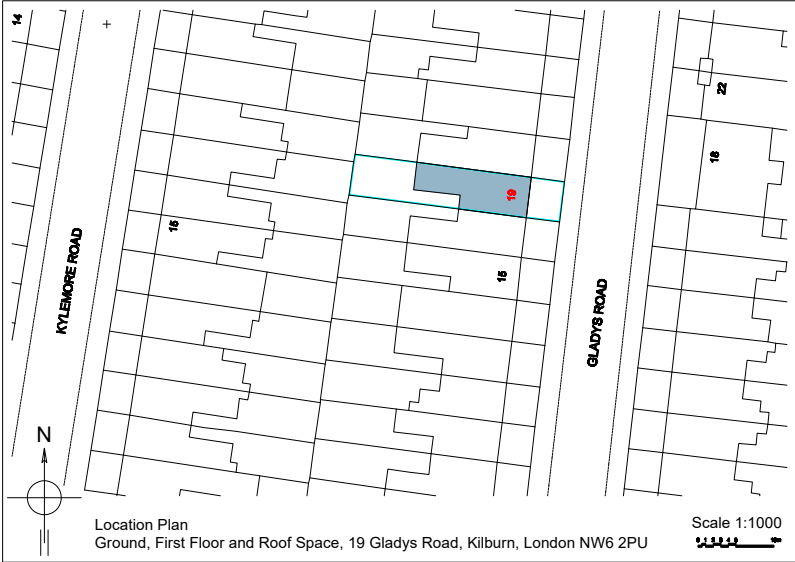 14
22
18
19
15
15
KYLEMORE ROAD
GLADYS ROAD
N
Location Plan
Ground, First Floor and Roof Space, 19 Gladys Road, Kilburn, London NW6 2PU
Scale 1:1000